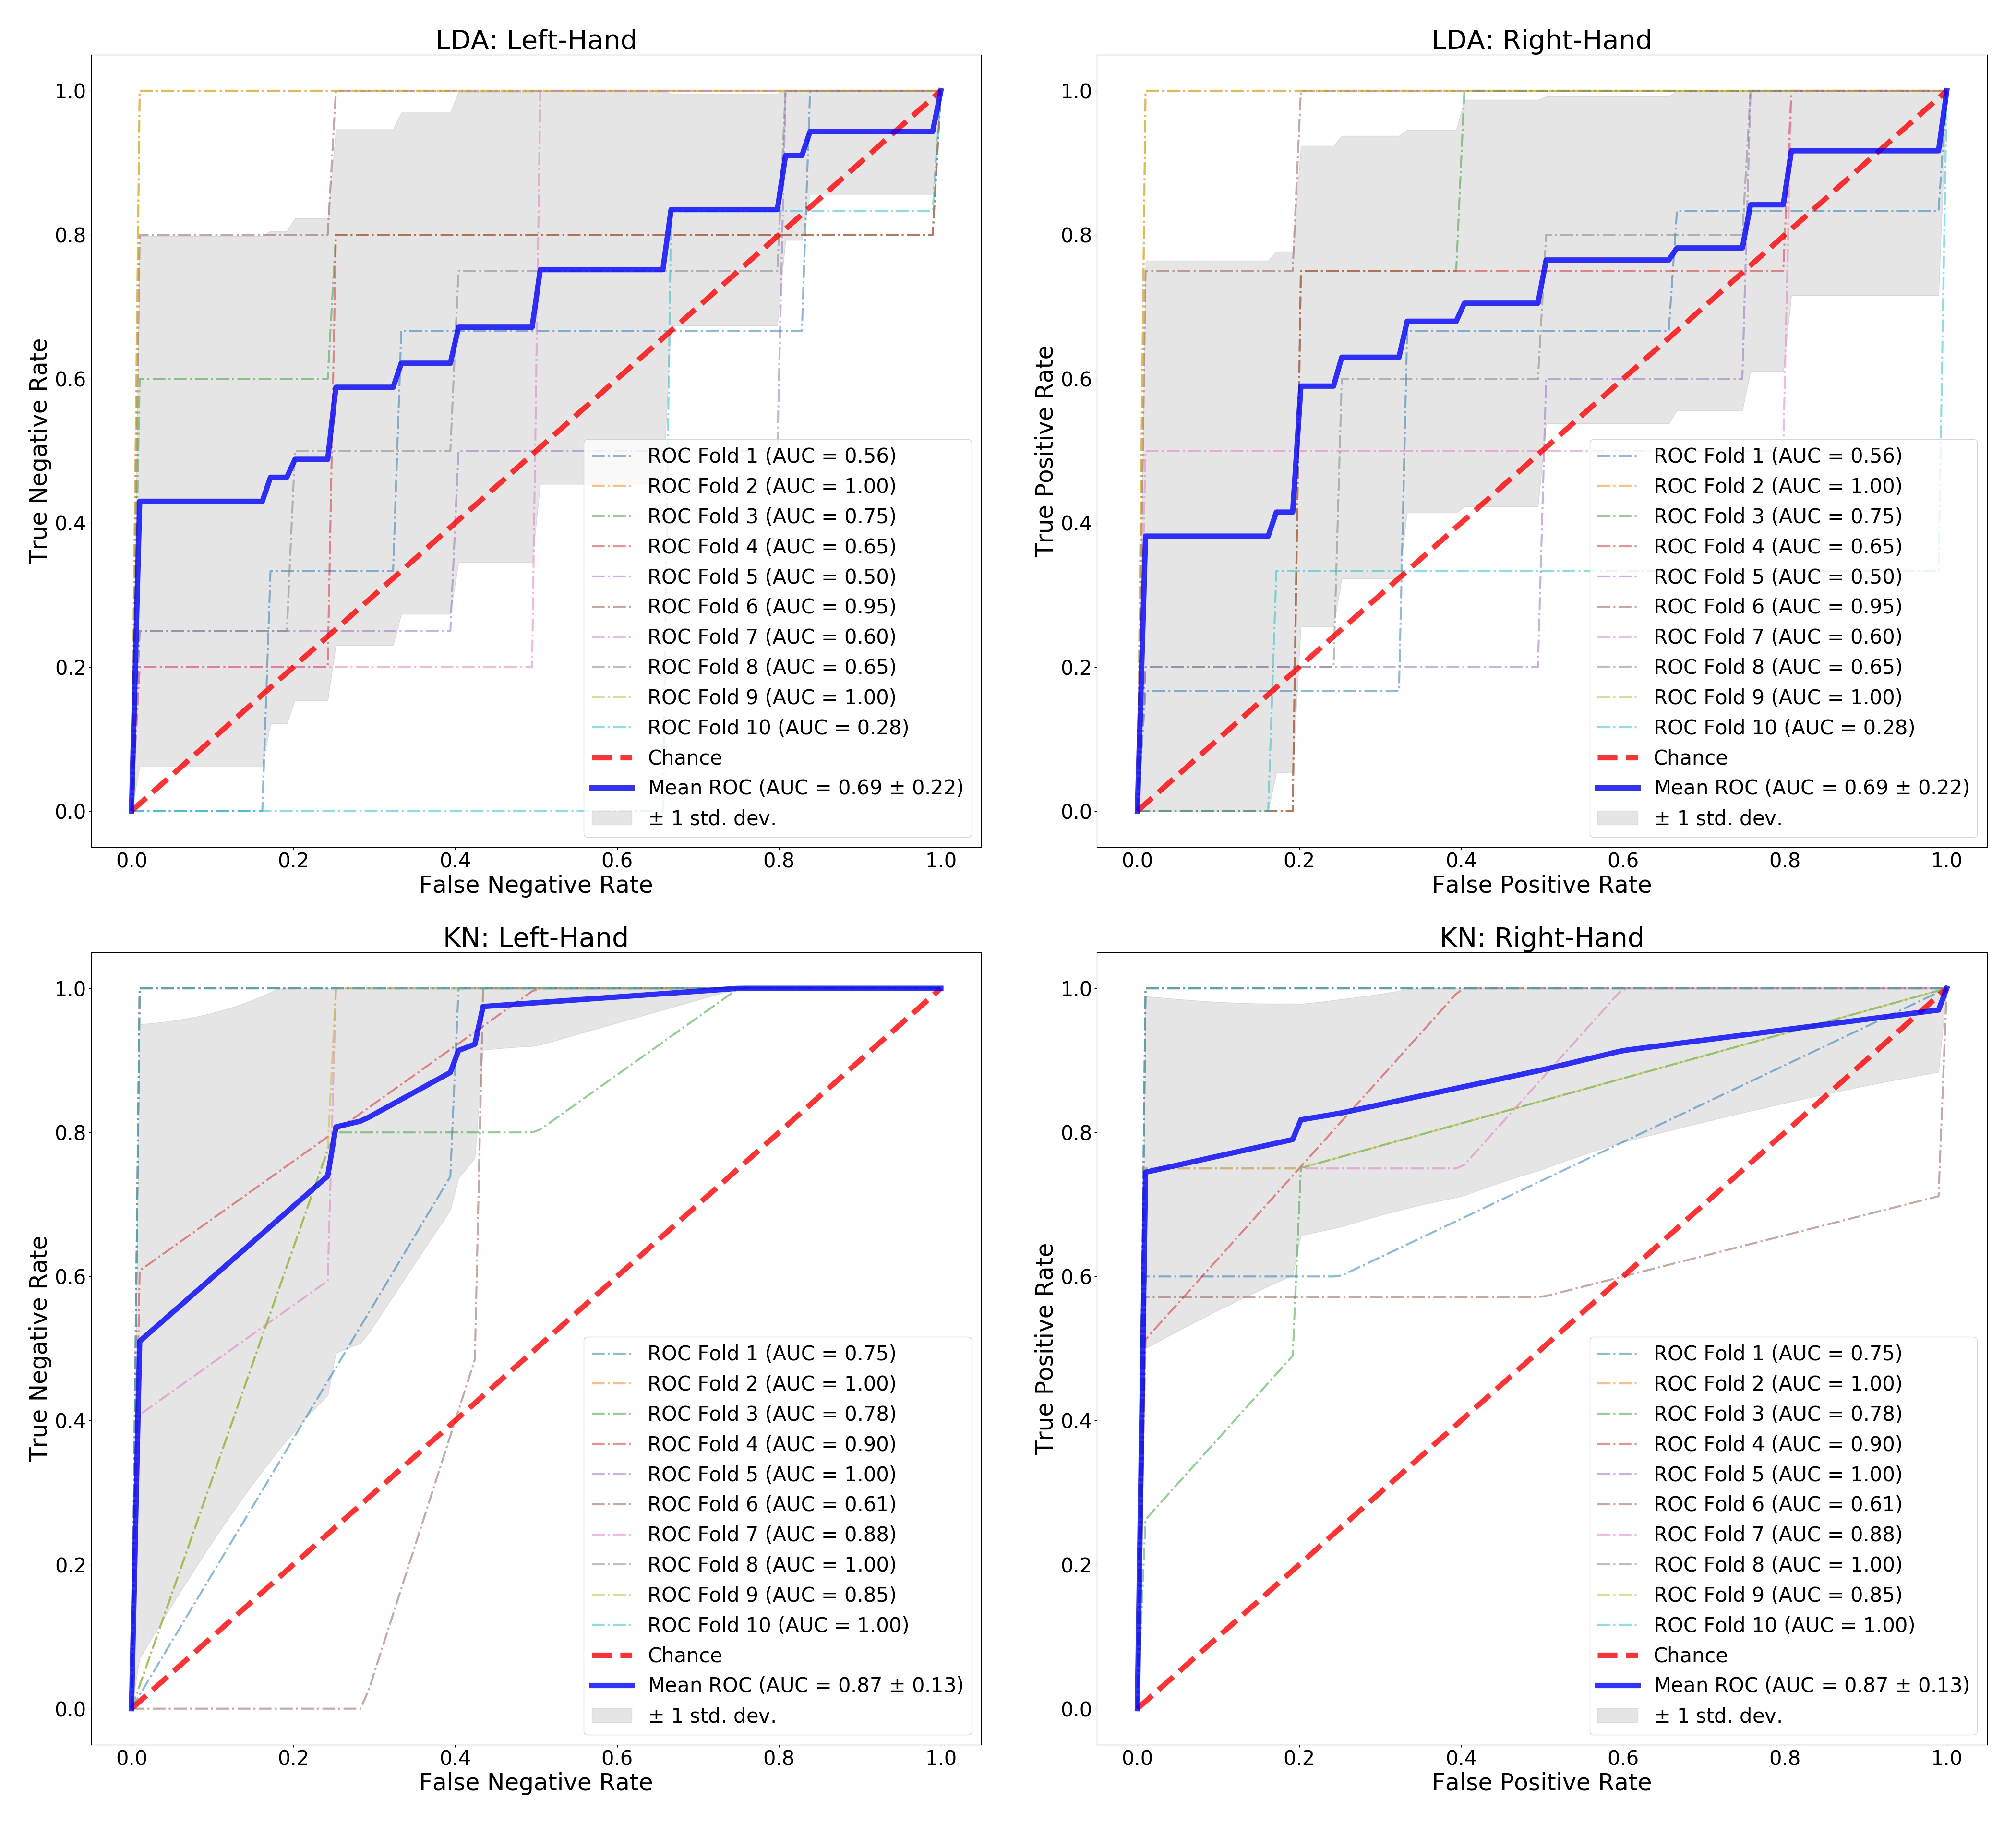 LDA: Left-Hand
True Negative Rate
1.0
0.8
0.6
0.4
0.2
0.0
ROC Fold 1 (AUC = 0.56)
ROC Fold 2 (AUC = 1.00)
ROC Fold 3 (AUC = 0.75)
ROC Fold 4 (AUC = 0.65)
ROC Fold 5 (AUC = 0.50)
ROC Fold 6 (AUC = 0.95)
ROC Fold 7 (AUC = 0.60)
ROC Fold 8 (AUC = 0.65)
ROC Fold 9 (AUC = 1.00)
ROC Fold 10 (AUC = 0.28)
Chance
Mean ROC (AUC = 0.69 ± 0.22)
± 1 std. dev.
0.0 0.2 0.4 0.6 0.8 1.0
False Negative Rate
LDA: Right-Hand
True Positive Rate
1.0
0.8
0.6
0.4
0.2
0.0
ROC Fold 1 (AUC = 0.56)
ROC Fold 2 (AUC = 1.00)
ROC Fold 3 (AUC = 0.75)
ROC Fold 4 (AUC = 0.65)
ROC Fold 5 (AUC = 0.50)
ROC Fold 6 (AUC = 0.95)
ROC Fold 7 (AUC = 0.60)
ROC Fold 8 (AUC = 0.65)
ROC Fold 9 (AUC = 1.00)
ROC Fold 10 (AUC = 0.28)
Chance
Mean ROC (AUC = 0.69 ± 0.22)
± 1 std. dev.
0.0 0.2 0.4 0.6 0.8 1.0
False Positive Rate
KN: Left-Hand
True Negative Rate
1.0
0.8
0.6
0.4
0.2
0.0
ROC Fold 1 (AUC = 0.75)
ROC Fold 2 (AUC = 1.00)
ROC Fold 3 (AUC = 0.78)
ROC Fold 4 (AUC = 0.90)
ROC Fold 5 (AUC = 1.00)
ROC Fold 6 (AUC = 0.61)
ROC Fold 7 (AUC = 0.88)
ROC Fold 8 (AUC = 1.00)
ROC Fold 9 (AUC = 0.85)
ROC Fold 10 (AUC = 1.00)
Chance
Mean ROC (AUC = 0.87 ± 0.13)
± 1 std. dev.
0.0 0.2 0.4 0.6 0.8 1.0
False Negative Rate
KN: Right-Hand
True Positive Rate
1.0
0.8
0.6
0.4
0.2
0.0
ROC Fold 1 (AUC = 0.75)
ROC Fold 2 (AUC = 1.00)
ROC Fold 3 (AUC = 0.78)
ROC Fold 4 (AUC = 0.90)
ROC Fold 5 (AUC = 1.00)
ROC Fold 6 (AUC = 0.61)
ROC Fold 7 (AUC = 0.88)
ROC Fold 8 (AUC = 1.00)
ROC Fold 9 (AUC = 0.85)
ROC Fold 10 (AUC = 1.00)
Chance
Mean ROC (AUC = 0.87 ± 0.13)
± 1 std. dev.
0.0 0.2 0.4 0.6 0.8 1.0
False Positive Rate